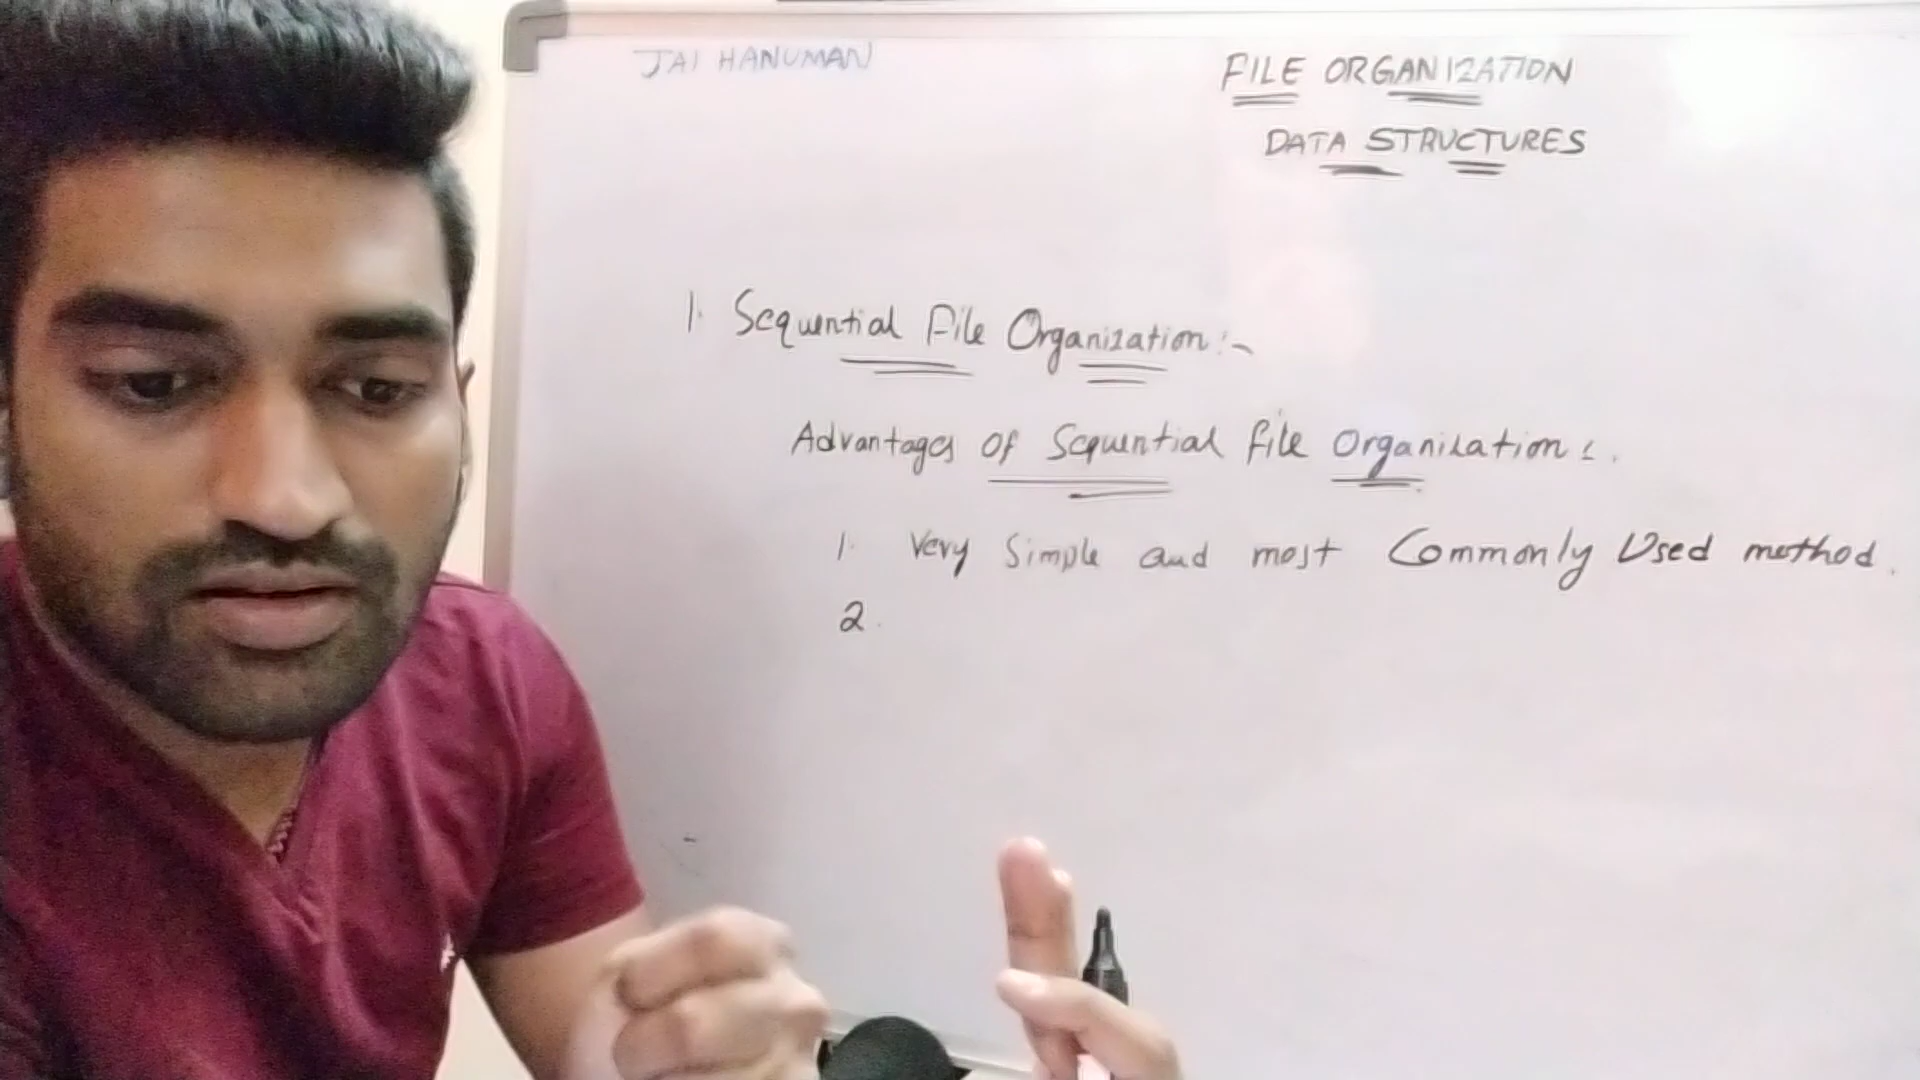 JAI HANUMAN
FILE ORGANIZATION
DATA STRUCTURES
1. Sequential File Organization :-
Advantages Of Sequential File Organization :.
1. Very Simple and most Commonly Used method.
2.